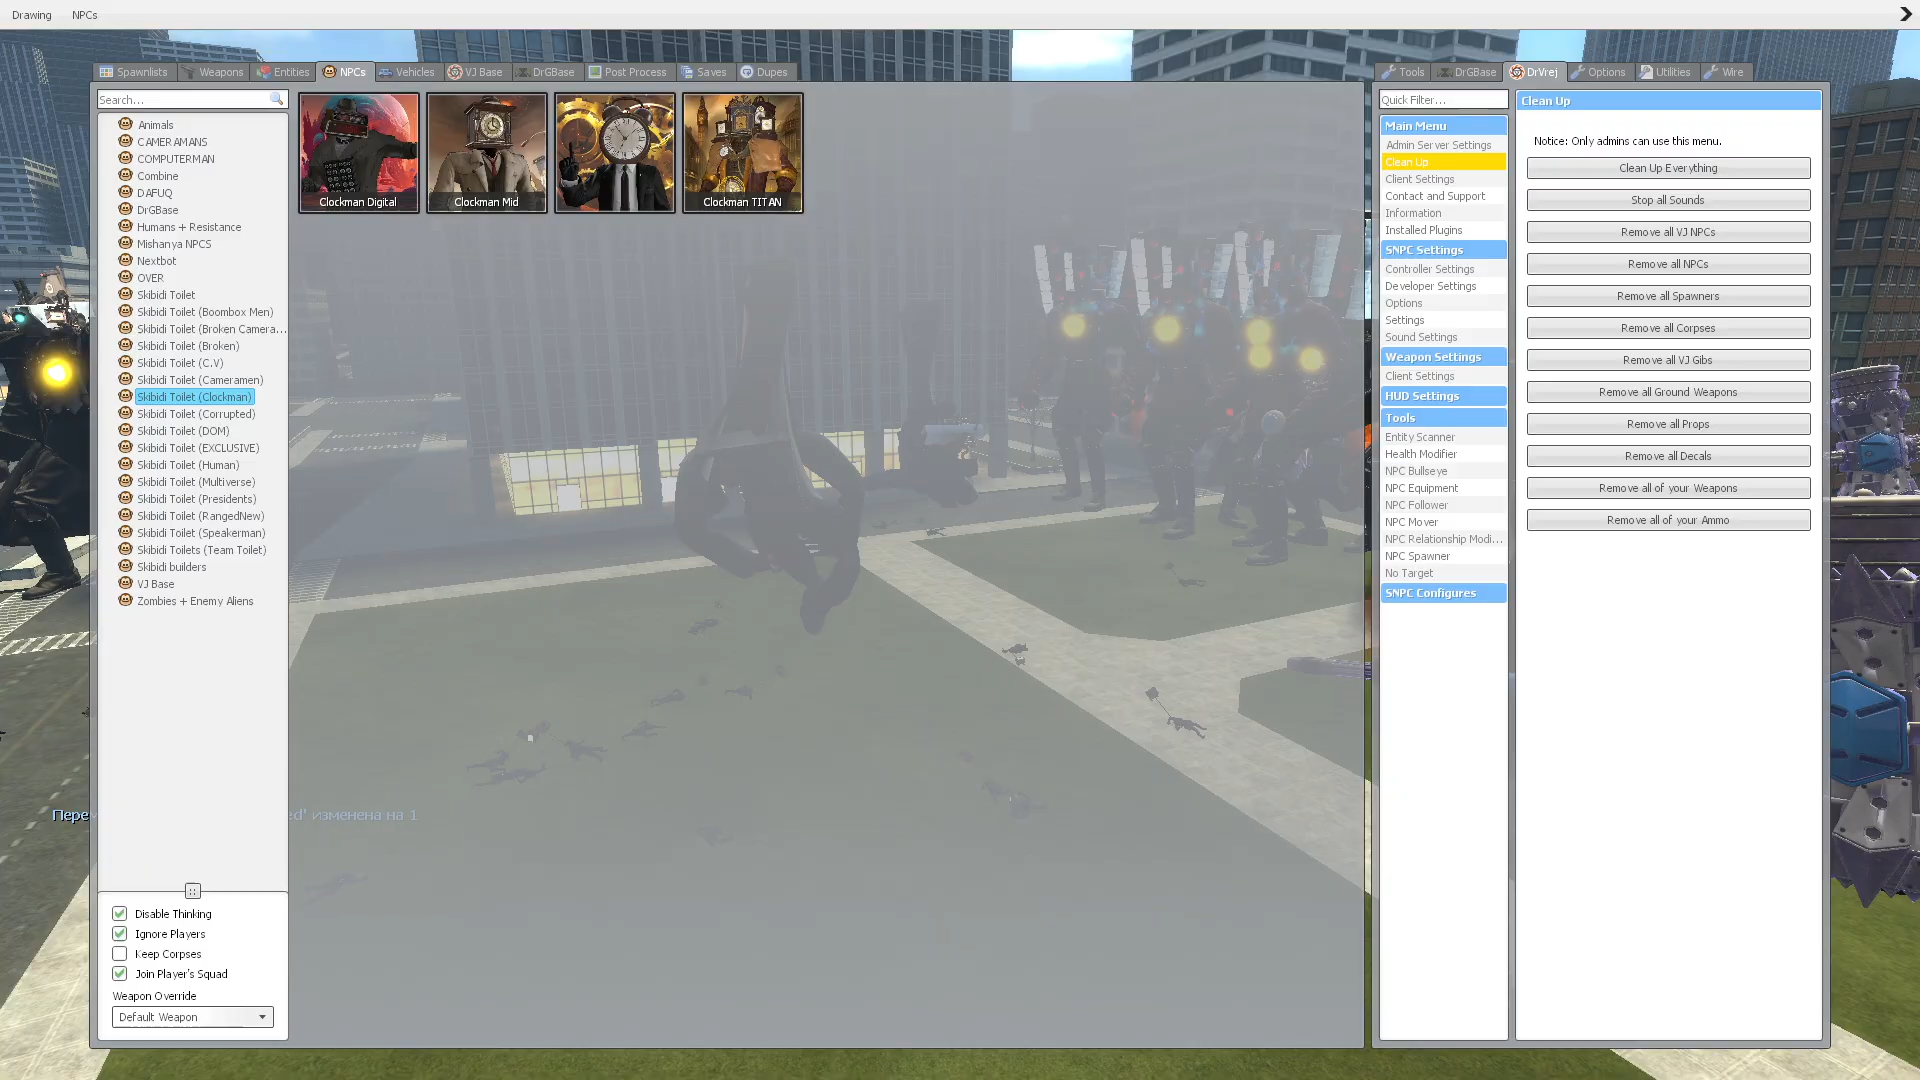 Drawing NPCs
Spawnlists Weapons Entities NPCs Vehicles VJ Base DrGBase Post Process Saves Dupes
Search...
Animals
CAMERAMANS
COMPUTERMAN
Combine
DAFUQ
DrGBase
Humans + Resistance
Mishanya NPCS
Nextbot
OVER
Skibidi Toilet
Skibidi Toilet (Boombox Men)
Skibidi Toilet (Broken Camera...
Skibidi Toilet (Broken)
Skibidi Toilet (C.V)
Skibidi Toilet (Cameramen)
Skibidi Toilet (Clockman)
Skibidi Toilet (Corrupted)
Skibidi Toilet (DOM)
Skibidi Toilet (EXCLUSIVE)
Skibidi Toilet (Human)
Skibidi Toilet (Multiverse)
Skibidi Toilet (Presidents)
Skibidi Toilet (RangedNew)
Skibidi Toilet (Speakerman)
Skibidi Toilets (Team Toilet)
Skibidi builders
VJ Base
Zombies + Enemy Aliens
Disable Thinking
Ignore Players
Keep Corpses
Join Player's Squad
Weapon Override
Default Weapon
Clockman Digital
Clockman Mid
Clockman TITAN
изменена на 1
Tools DrGBase DrVrej Options Utilities Wire
Quick Filter...
Main Menu
Admin Server Settings
Clean Up
Client Settings
Contact and Support
Information
Installed Plugins
SNPC Settings
Controller Settings
Developer Settings
Options
Settings
Sound Settings
Weapon Settings
Client Settings
HUD Settings
Tools
Entity Scanner
Health Modifier
NPC Bullseye
NPC Equipment
NPC Follower
NPC Mover
NPC Relationship Modi...
NPC Spawner
No Target
SNPC Configures
Clean Up
Notice: Only admins can use this menu.
Clean Up Everything
Stop all Sounds
Remove all VJ NPCs
Remove all NPCs
Remove all Spawners
Remove all Corpses
Remove all VJ Gibs
Remove all Ground Weapons
Remove all Props
Remove all Decals
Remove all of your Weapons
Remove all of your Ammo